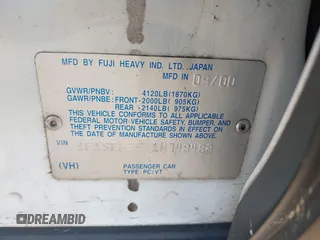 MFD BY FUJI HEAVY IND. LTD. JAPAN
MFD IN 04/00
GVWR/PNBV: 4120LB(1870KG)
GAWR/PNBE: FRONT-2000LB( 905KG)
REAR -2140LB( 975KG)
THIS VEHICLE CONFORMS TO ALL APPLICABLE
FEDERAL MOTOR VEHICLE SAFETY, BUMPER, AND
THEFT PREVENTION STANDARDS IN EFFECT ON THE
DATE OF MANUFACTURE SHOWN ABOVE.
VIN
(VH)
PASSENGER CAR
TYPE:PC/VT
DREAMBID